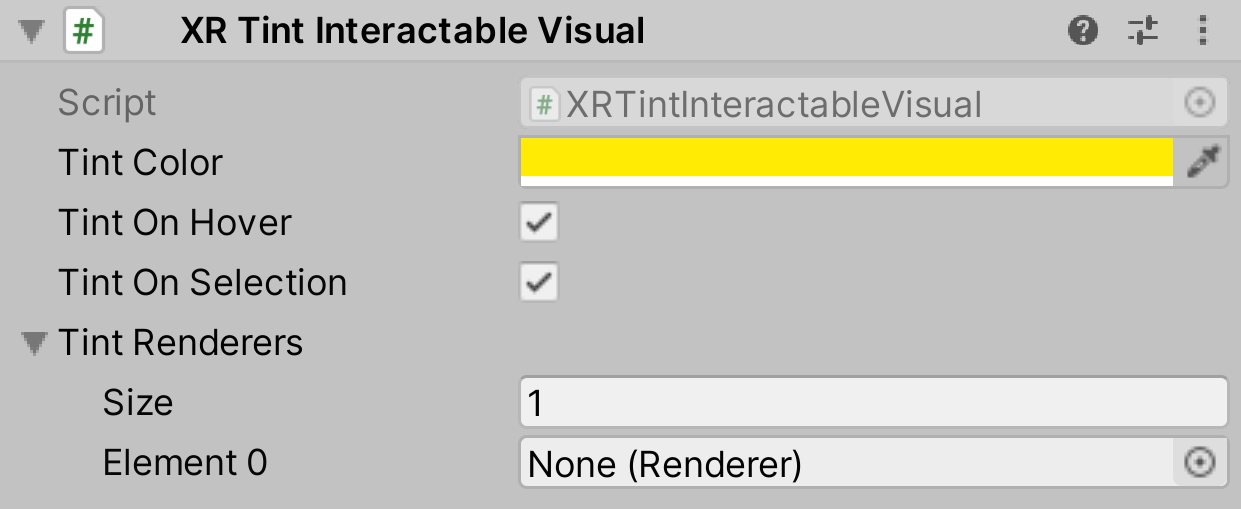 # XR Tint Interactable Visual ?
Script # XRTintInteractableVisual
Tint Color
Tint On Hover
Tint On Selection
Tint Renderers
Size 1
Element 0 None (Renderer)